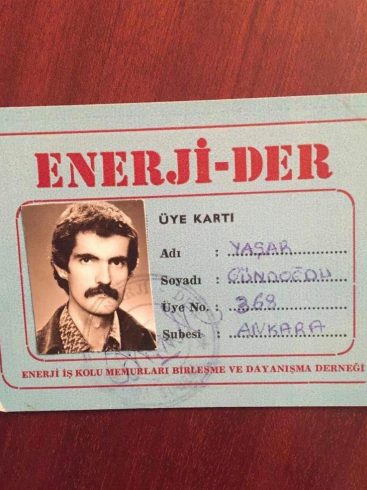 ENERJİ-DER
ÜYE KARTI
Adı : YAŞAR
Soyadı : GÜNDOĞDU
Üye No. : 368
Şubesi : ANKARA
ENERJİ İŞ KOLU MEMURLARI BİRLEŞME VE DAYANIŞMA DERNEĞİ